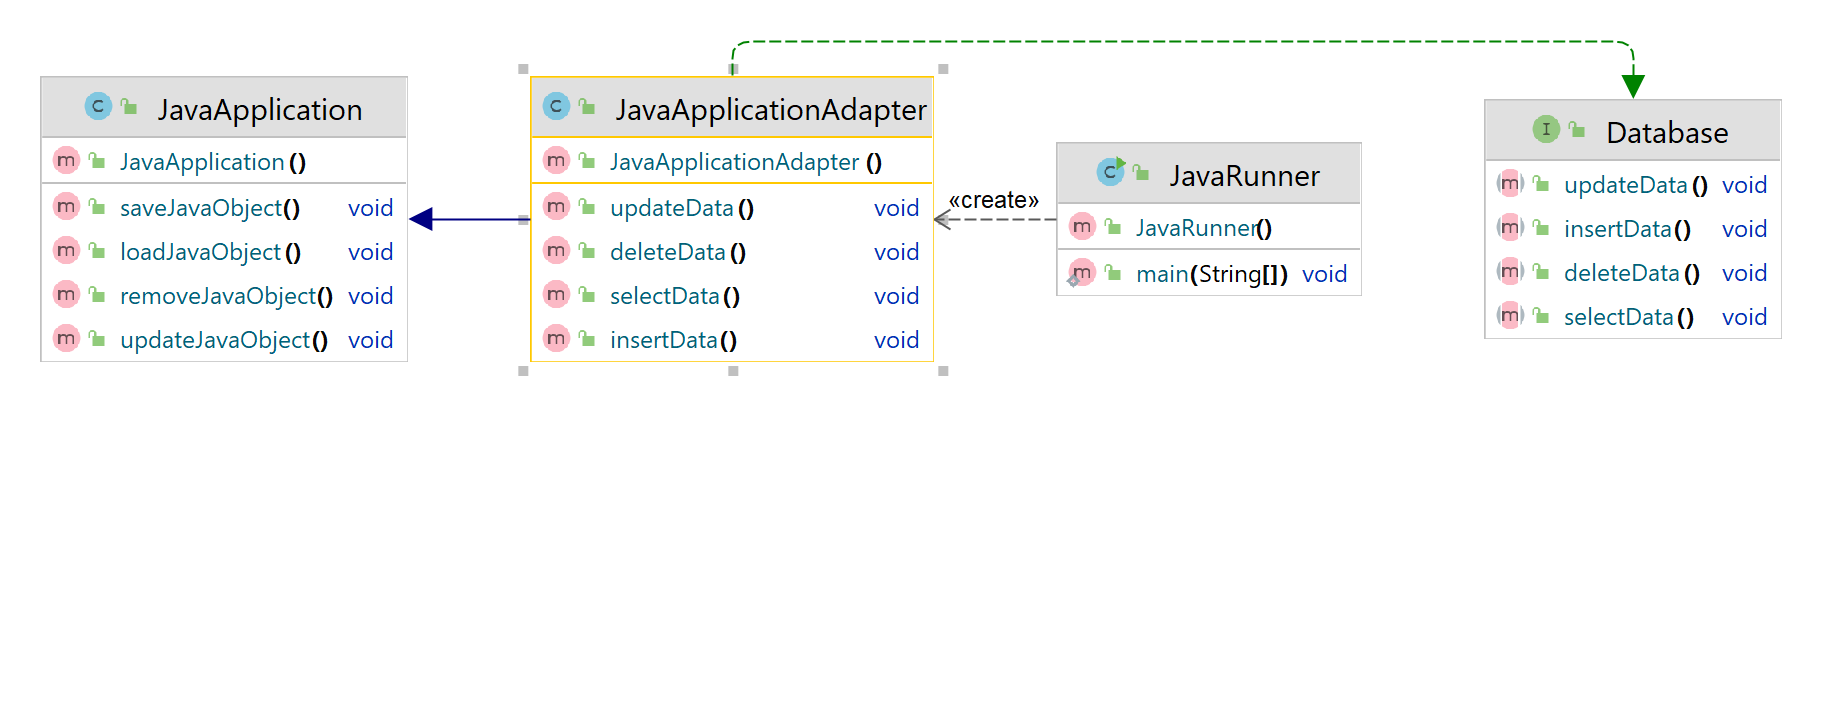 JavaApplication
JavaApplication()
saveJavaObject() void
loadJavaObject() void
removeJavaObject() void
updateJavaObject() void
JavaApplicationAdapter
JavaApplicationAdapter()
updateData() void
deleteData() void
selectData() void
insertData() void
«create»
JavaRunner
JavaRunner()
main(String[]) void
Database
updateData() void
insertData() void
deleteData() void
selectData() void